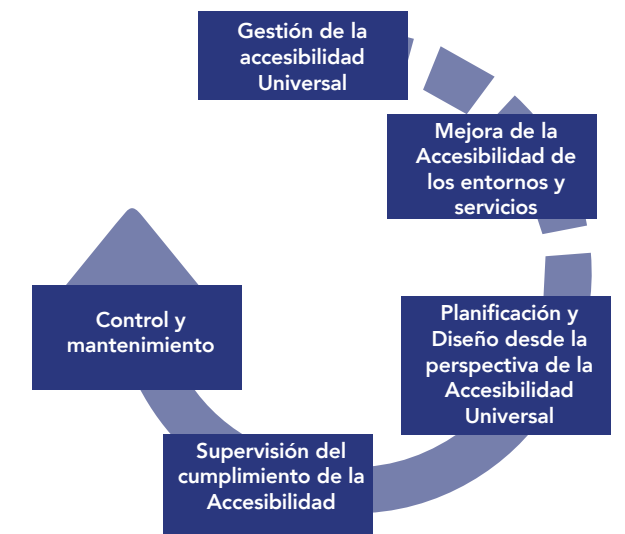 Gestión de la
accesibilidad
Universal
Mejora de la
Accesibilidad de
los entornos y
servicios
Planificación y
Diseño desde la
perspectiva de la
Accesibilidad
Universal
Supervisión del
cumplimiento de la
Accesibilidad
Control y
mantenimiento